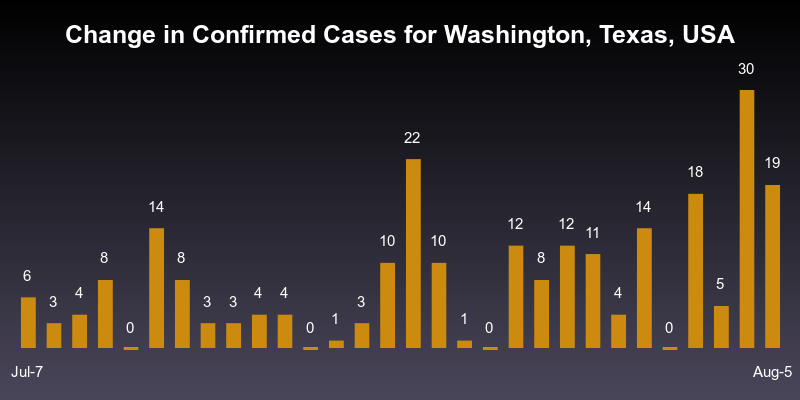 Change in Confirmed Cases for Washington, Texas, USA
6 3 4 8 0 14 8 3 3 4 4 0 1 3 10 22 10 1 0 12 8 12 11 4 14 0 18 5 30 19
Jul-7 Aug-5